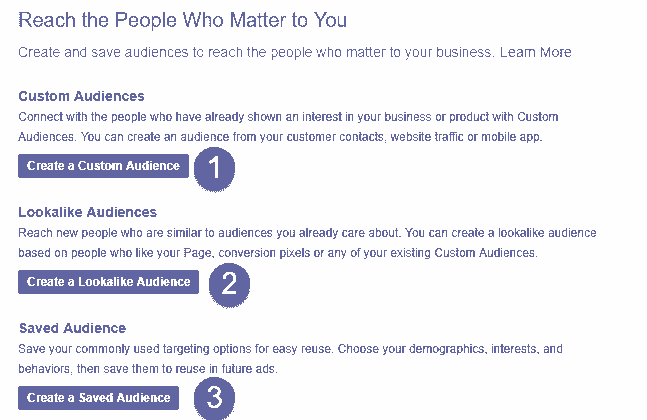 Reach the People Who Matter to You
Create and save audiences to reach the people who matter to your business. Learn More
Custom Audiences
Connect with the people who have already shown an interest in your business or product with Custom
Audiences. You can create an audience from your customer contacts, website traffic or mobile app.
Create a Custom Audience 1
Lookalike Audiences
Reach new people who are similar to audiences you already care about. You can create a lookalike audience
based on people who like your Page, conversion pixels or any of your existing Custom Audiences.
Create a Lookalike Audience 2
Saved Audience
Save your commonly used targeting options for easy reuse. Choose your demographics, interests, and
behaviors, then save them to reuse in future ads.
Create a Saved Audience 3